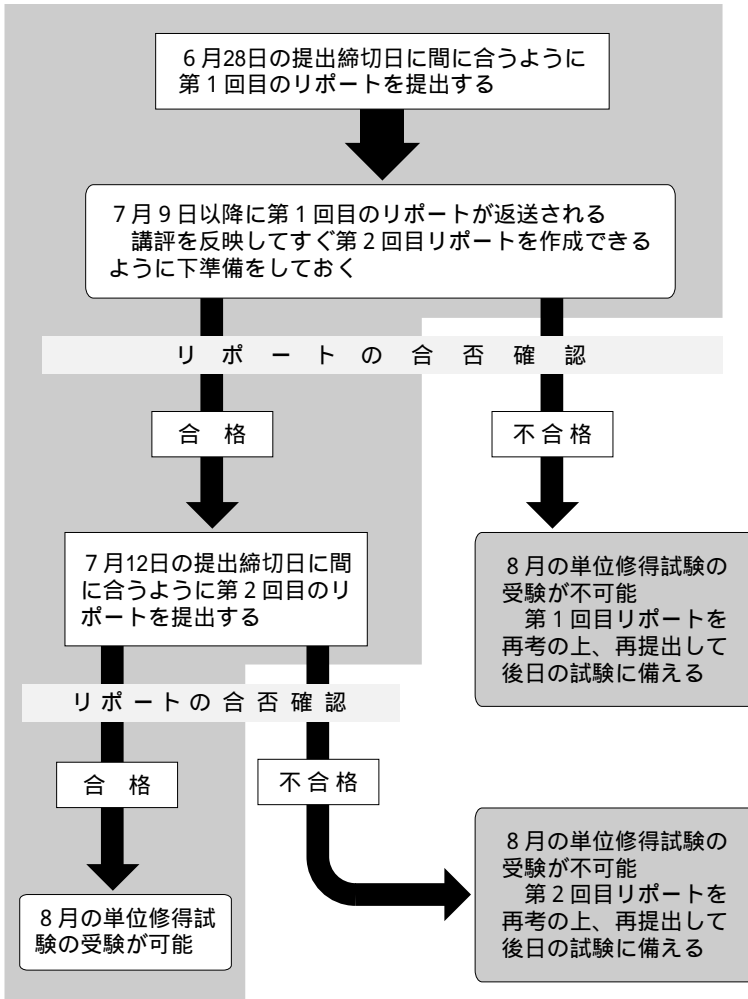 6月28日の提出締切日に間に合うように
第1回目のリポートを提出する
7月9日以降に第1回目のリポートが返送される
講評を反映してすぐ第2回目リポートを作成できる
ように下準備をしておく
リポートの合否確認
合格
不合格
7月12日の提出締切日に間
に合うように第2回目のリ
ポートを提出する
8月の単位修得試験の
受験が不可能
第1回目リポートを
再考の上、再提出して
後日の試験に備える
リポートの合否確認
合格
不合格
8月の単位修得試
験の受験が可能
8月の単位修得試験の
受験が不可能
第2回目リポートを
再考の上、再提出して
後日の試験に備える